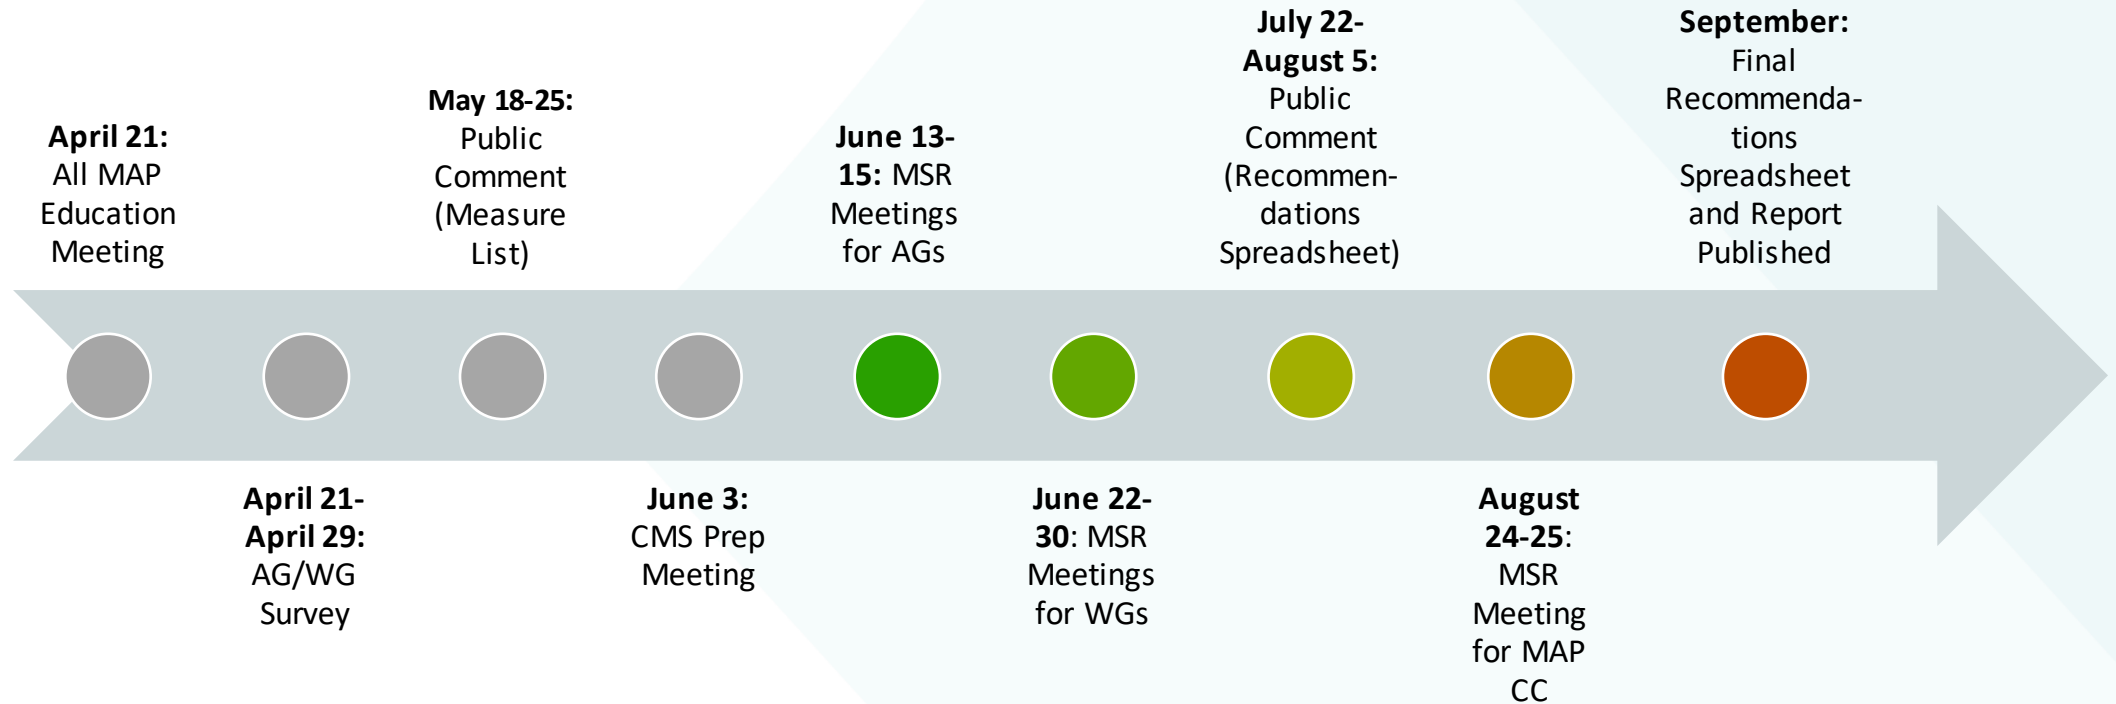 April 21:
All MAP
Education
Meeting
April 21-
April 29:
AG/WG
Survey
May 18-25:
Public
Comment
(Measure
List)
June 3:
CMS Prep
Meeting
June 13-
15: MSR
Meetings
for AGs
June 22-
30: MSR
Meetings
for WGs
July 22-
August 5:
Public
Comment
(Recommen-
dations
Spreadsheet)
August
24-25:
MSR
Meeting
for MAP
CC
September:
Final
Recommenda-
tions
Spreadsheet
and Report
Published